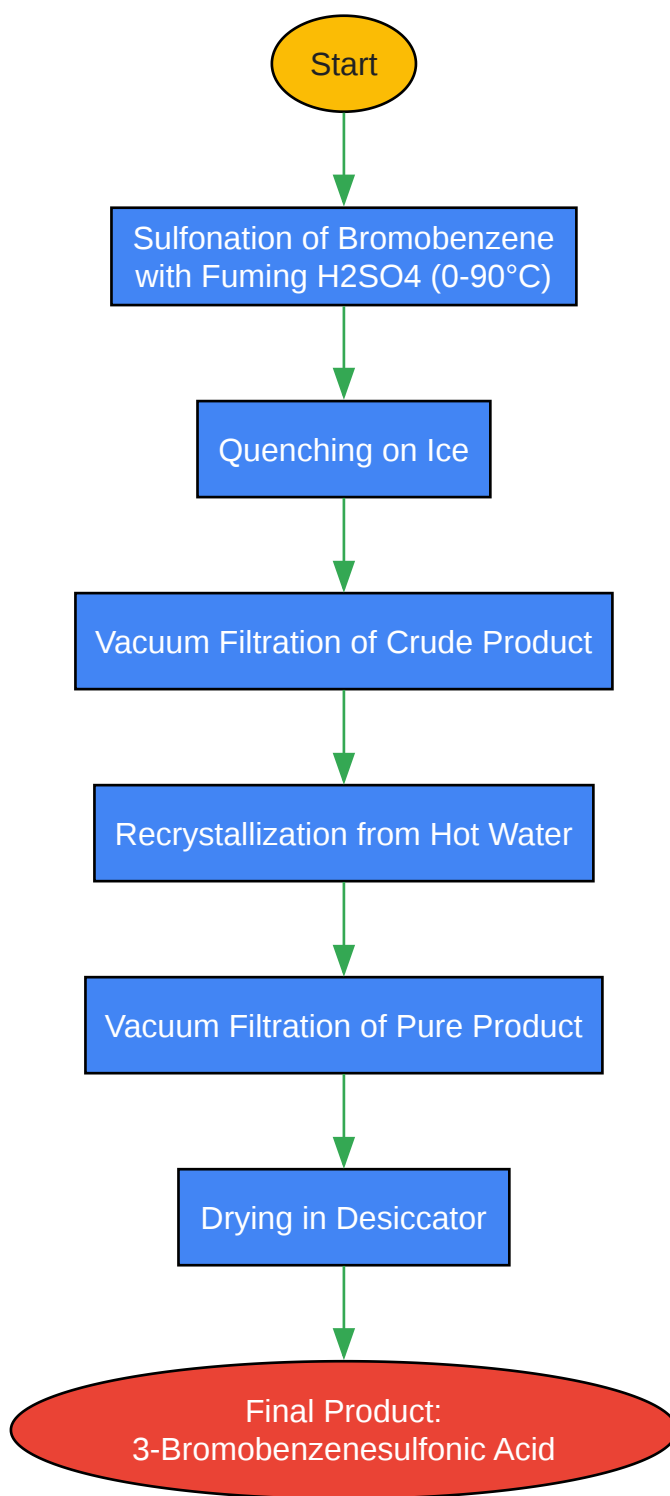 Start
Sulfonation of Bromobenzene
with Fuming H2SO4 (0-90°C)
Quenching on Ice
Vacuum Filtration of Crude Product
Recrystallization from Hot Water
Vacuum Filtration of Pure Product
Drying in Desiccator
Final Product:
3-Bromobenzenesulfonic Acid